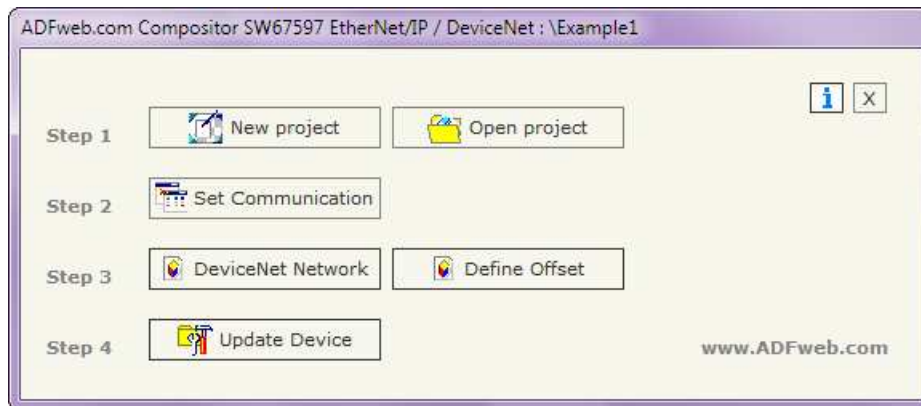 ADFweb.com Compositor SW67597 EtherNet/IP / DeviceNet : \Example1
i X
Step 1 New project Open project
Step 2 Set Communication
Step 3 DeviceNet Network Define Offset
Step 4 Update Device
www.ADFweb.com